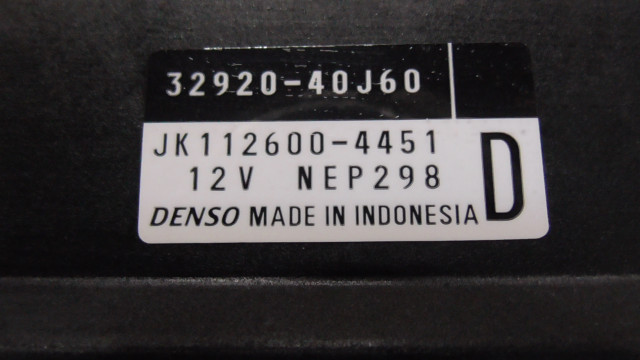 32920-40J60
JK112600-4451
12V NEP298
D
DENSO MADE IN INDONESIA